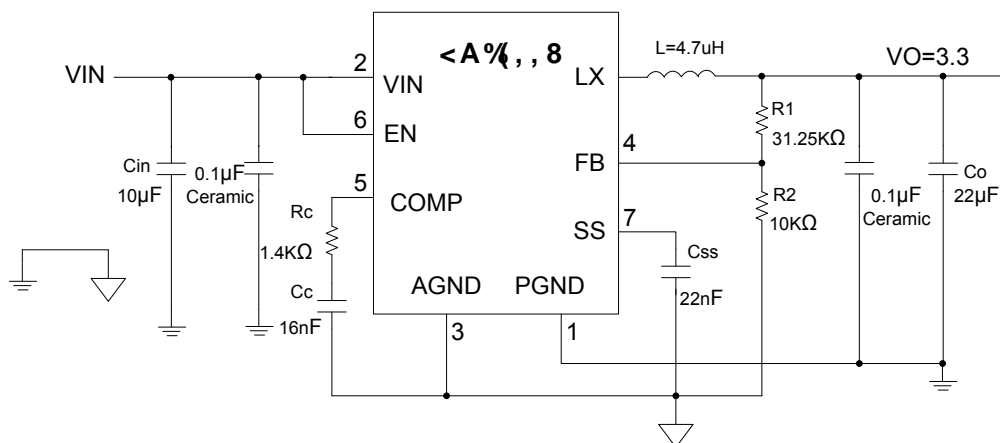 <A%(, , 8
VIN
2
VIN
LX
L=4.7uH
VO=3.3
6
EN
R1
31.25KΩ
4
FB
Cin
10µF
0.1µF
Ceramic
5
COMP
Rc
1.4KΩ
R2
10KΩ
0.1µF
Ceramic
Co
22µF
7
SS
Css
22nF
Cc
16nF
AGND
PGND
3
1